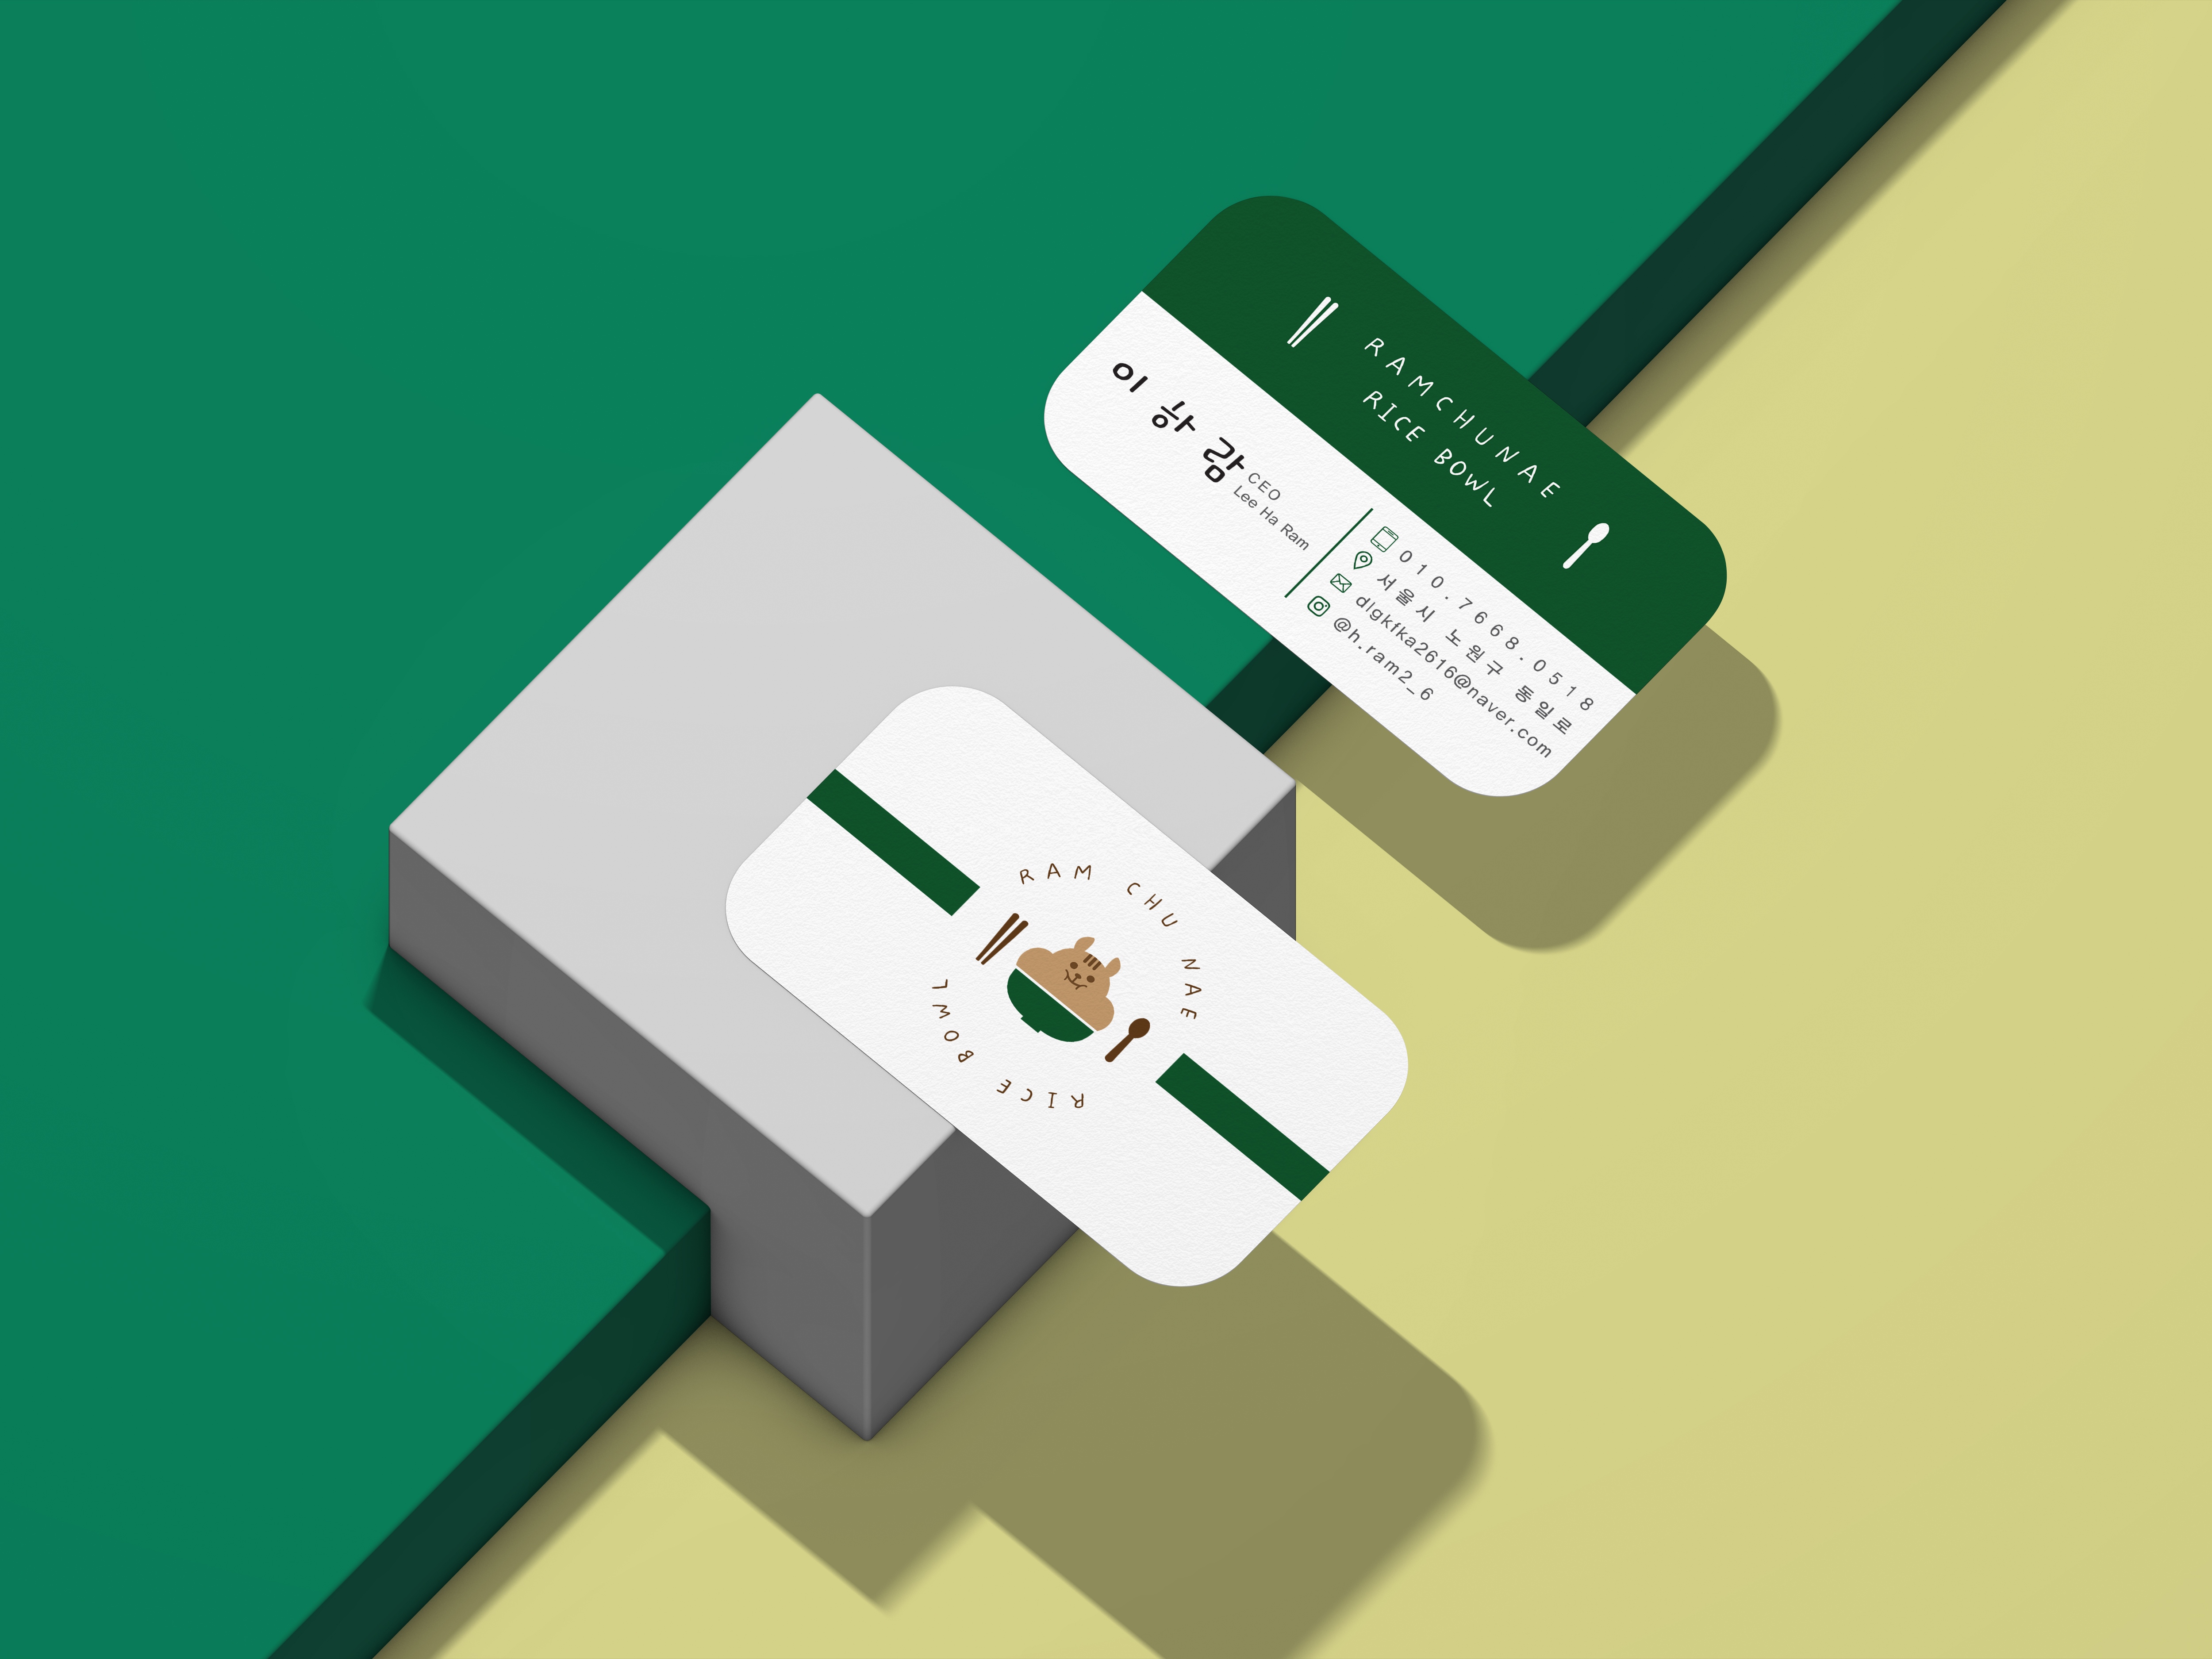 RAMCHUNAE
RICE BOWL
이하람
CEO
Lee Ha Ram
010.7668.0518
서울시 노원구 동일로
dlgkfka2616@naver.com
@h.ram2_6
RAM CHU NAE
RICE BOWL